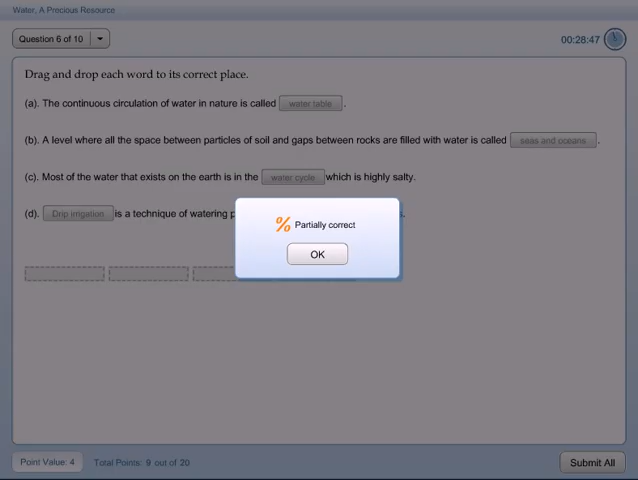 Water, A Precious Resource
Question 6 of 10
00:28:47
Drag and drop each word to its correct place.
(a). The continuous circulation of water in nature is called water table .
(b). A level where all the space between particles of soil and gaps between rocks are filled with water is called seas and oceans .
(c). Most of the water that exists on the earth is in the water cycle which is highly salty.
(d). Drip irrigation is a technique of watering
% Partially correct
OK
Point Value: 4
Total Points: 9 out of 20
Submit All